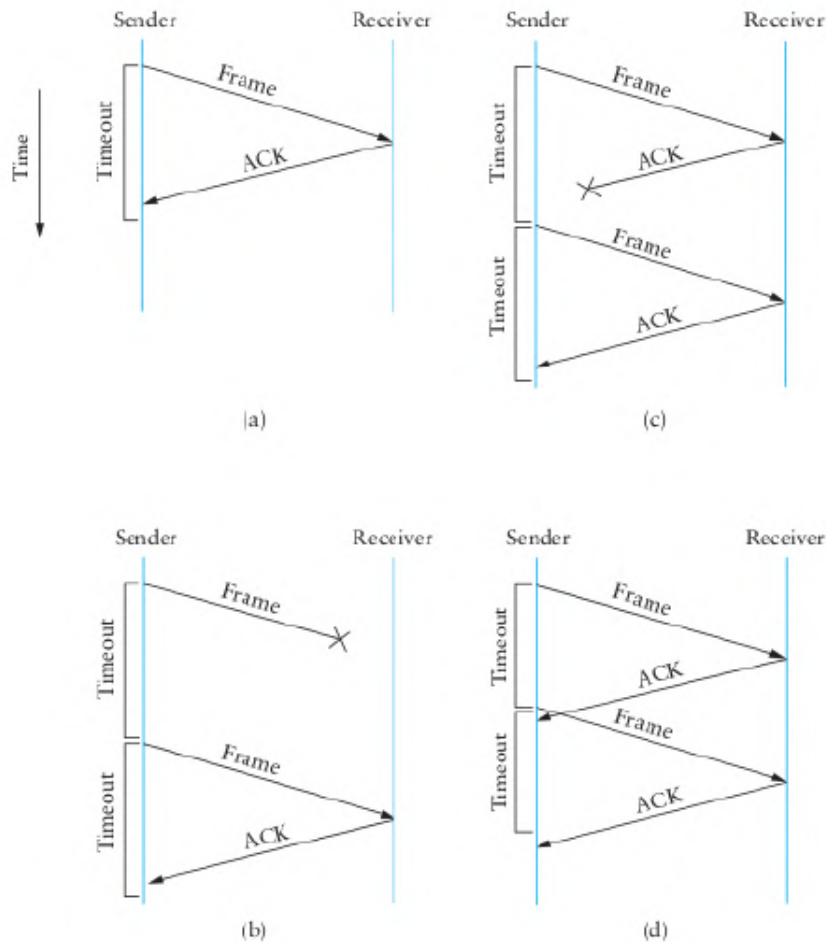 Sender Receiver
Time
Timeout
Frame
ACK
(a)
Sender Receiver
Timeout
Frame
ACK
Timeout
Frame
ACK
(c)
Sender Receiver
Timeout
Frame
Timeout
Frame
ACK
(b)
Sender Receiver
Timeout
Frame
ACK
Timeout
Frame
ACK
(d)